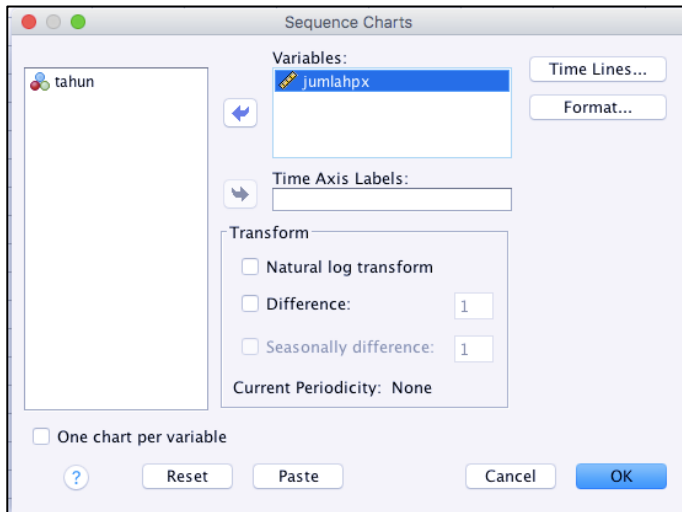 Sequence Charts
tahun
Variables:
jumlahpx
Time Lines...
Format...
Time Axis Labels:
Transform
Natural log transform
Difference: 1
Seasonally difference: 1
Current Periodicity: None
One chart per variable
? Reset Paste Cancel OK